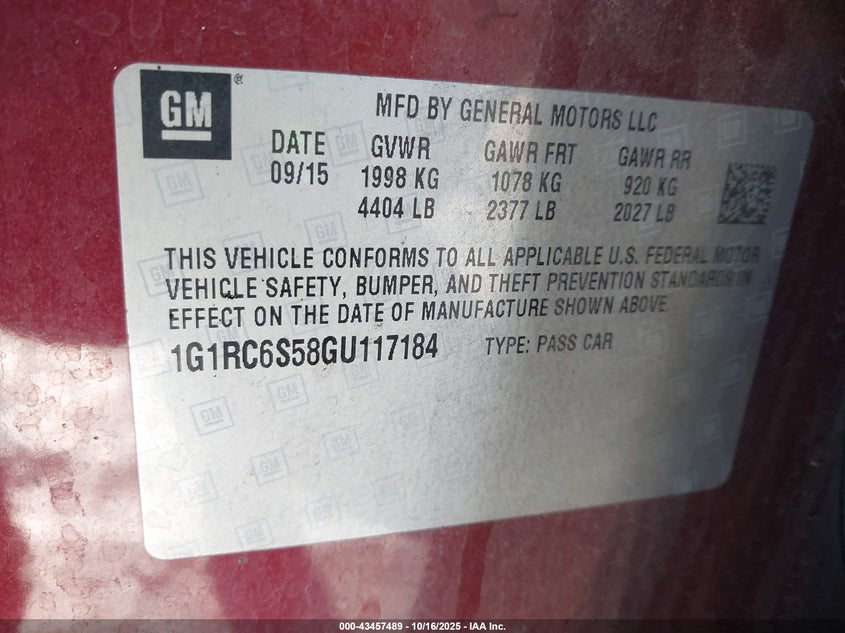 GM®
MFD BY GENERAL MOTORS LLC
DATE GVWR GAWR FRT GAWR RR
09/15 1998 KG 1078 KG 920 KG
4404 LB 2377 LB 2027 LB
THIS VEHICLE CONFORMS TO ALL APPLICABLE U.S. FEDERAL MOTOR
VEHICLE SAFETY, BUMPER, AND THEFT PREVENTION STANDARDS IN
EFFECT ON THE DATE OF MANUFACTURE SHOWN ABOVE.
1G1RC6S58GU117184 TYPE: PASS CAR
000-43457489 - 10/16/2025 - IAA Inc.